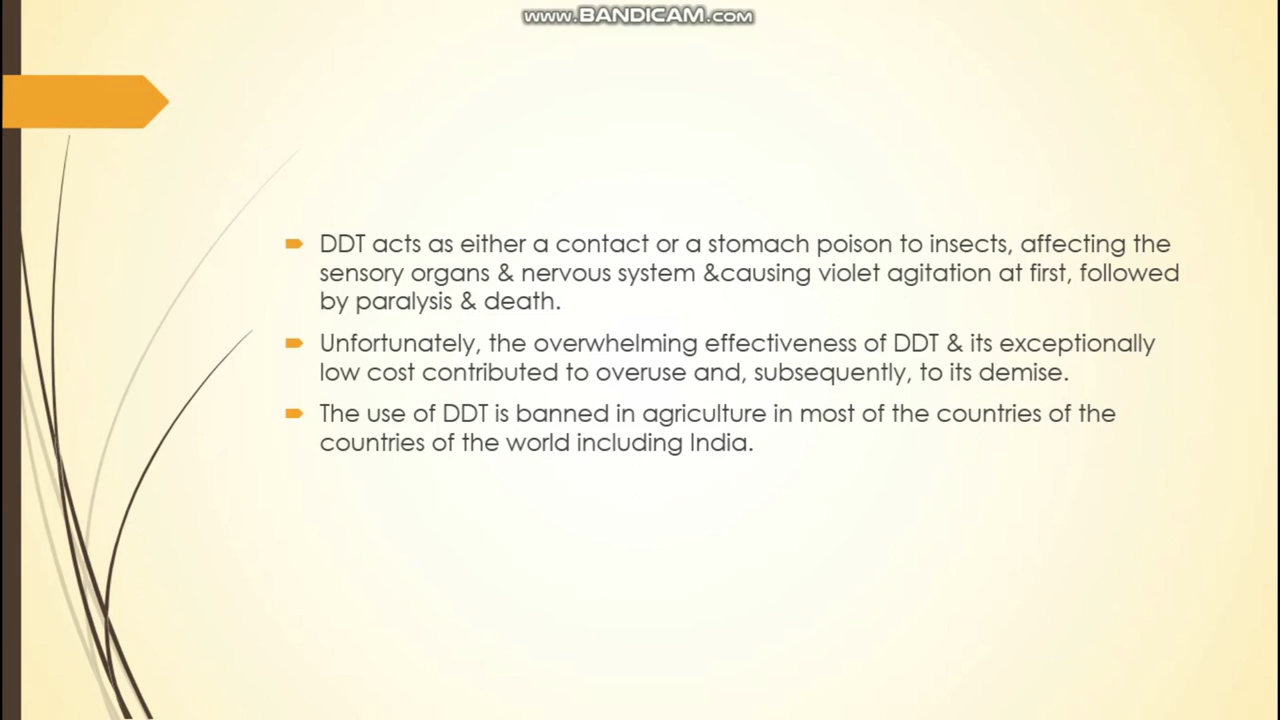 www.BANDICAM.com
DDT acts as either a contact or a stomach poison to insects, affecting the
sensory organs & nervous system &causing violet agitation at first, followed
by paralysis & death.
Unfortunately, the overwhelming effectiveness of DDT & its exceptionally
low cost contributed to overuse and, subsequently, to its demise.
The use of DDT is banned in agriculture in most of the countries of the
countries of the world including India.